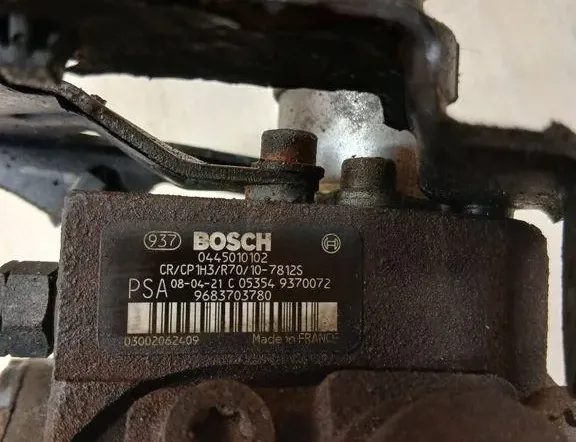 937 BOSCH
0445010102
CR/CP1H3/R70/10-7812S
PSA 08-04-21 C 05354 9370072
9683703780
03002062409 Made in FRANCE